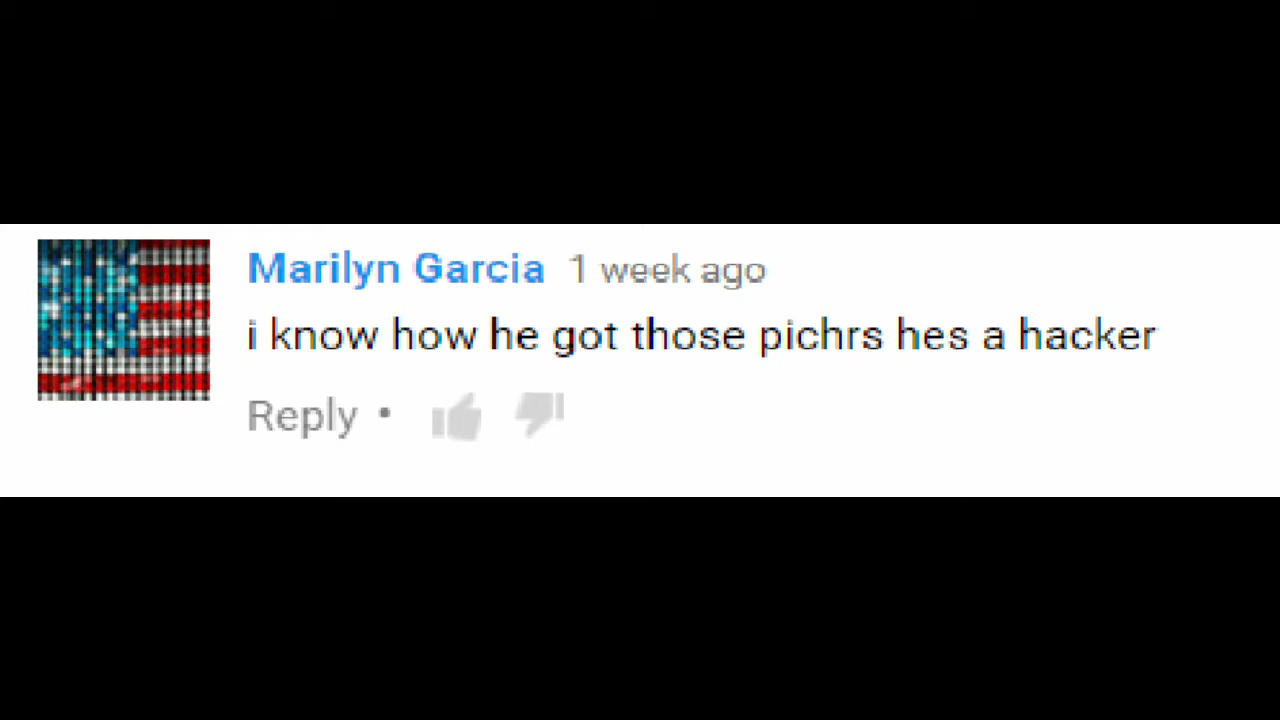 Marilyn Garcia 1 week ago
i know how he got those pichrs hes a hacker
Reply •